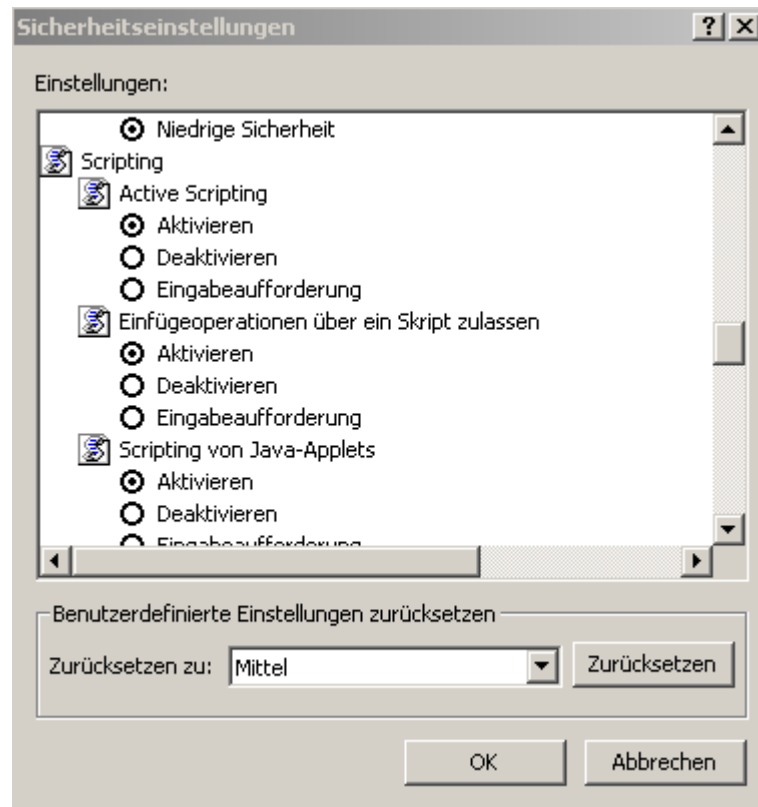 Sicherheitseinstellungen
Einstellungen:
Niedrige Sicherheit
Scripting
Active Scripting
Aktivieren
Deaktivieren
Eingabeaufforderung
Einfügeoperationen über ein Skript zulassen
Aktivieren
Deaktivieren
Eingabeaufforderung
Scripting von Java-Applets
Aktivieren
Deaktivieren
Eingabeaufforderung
Benutzerdefinierte Einstellungen zurücksetzen
Zurücksetzen zu: Mittel Zurücksetzen
OK Abbrechen